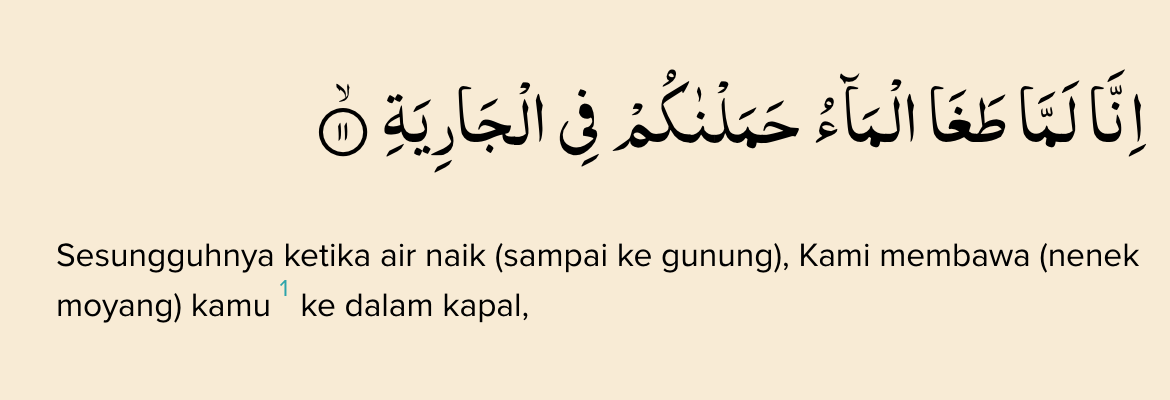 اِنَّا لَمَّا طَغَا الْمَاۤءُ حَمَلْنٰكُمْ فِى الْجَارِيَةِ ۙ ١١
Sesungguhnya ketika air naik (sampai ke gunung), Kami membawa (nenek
moyang) kamu 1 ke dalam kapal,